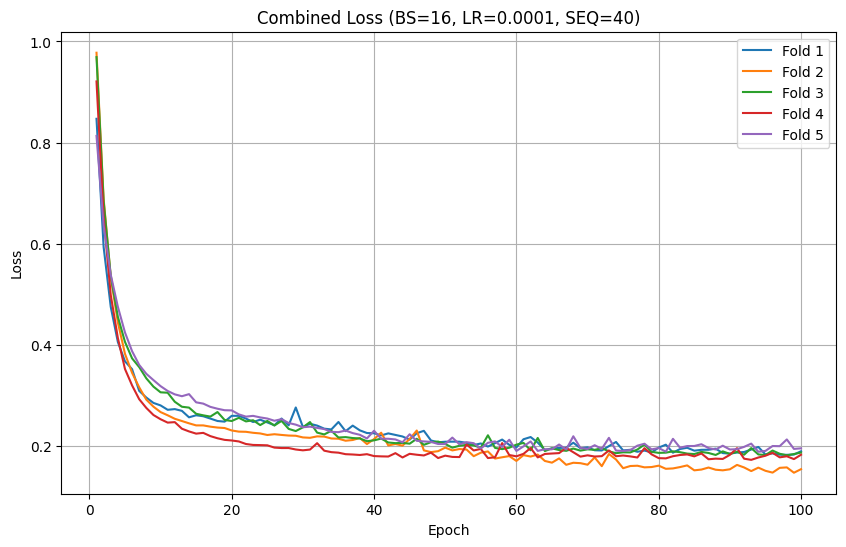 Combined Loss (BS=16, LR=0.0001, SEQ=40)
Fold 1
Fold 2
Fold 3
Fold 4
Fold 5
Loss
1.0
0.8
0.6
0.4
0.2
0
20
40
60
80
100
Epoch